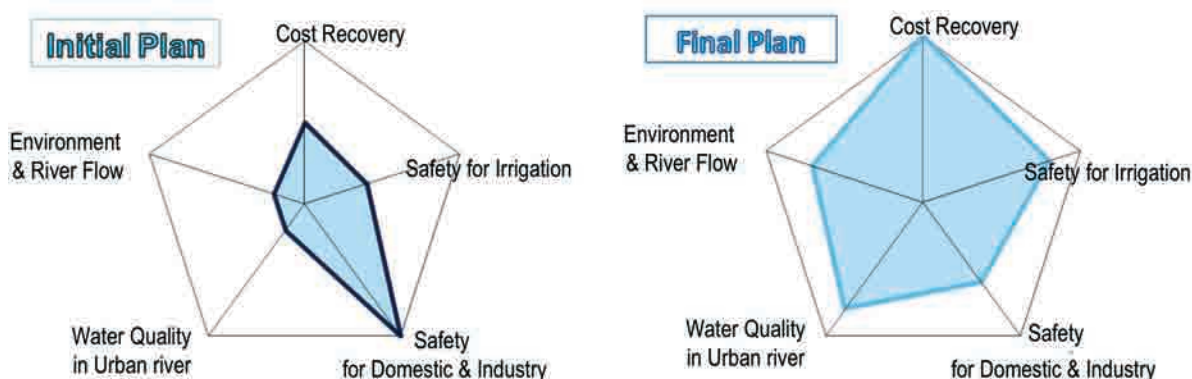 Initial Plan
Cost Recovery
Environment
& River Flow
Safety for Irrigation
Water Quality
in Urban river
Safety
for Domestic & Industry
Final Plan
Cost Recovery
Environment
& River Flow
Safety for Irrigation
Water Quality
in Urban river
Safety
for Domestic & Industry